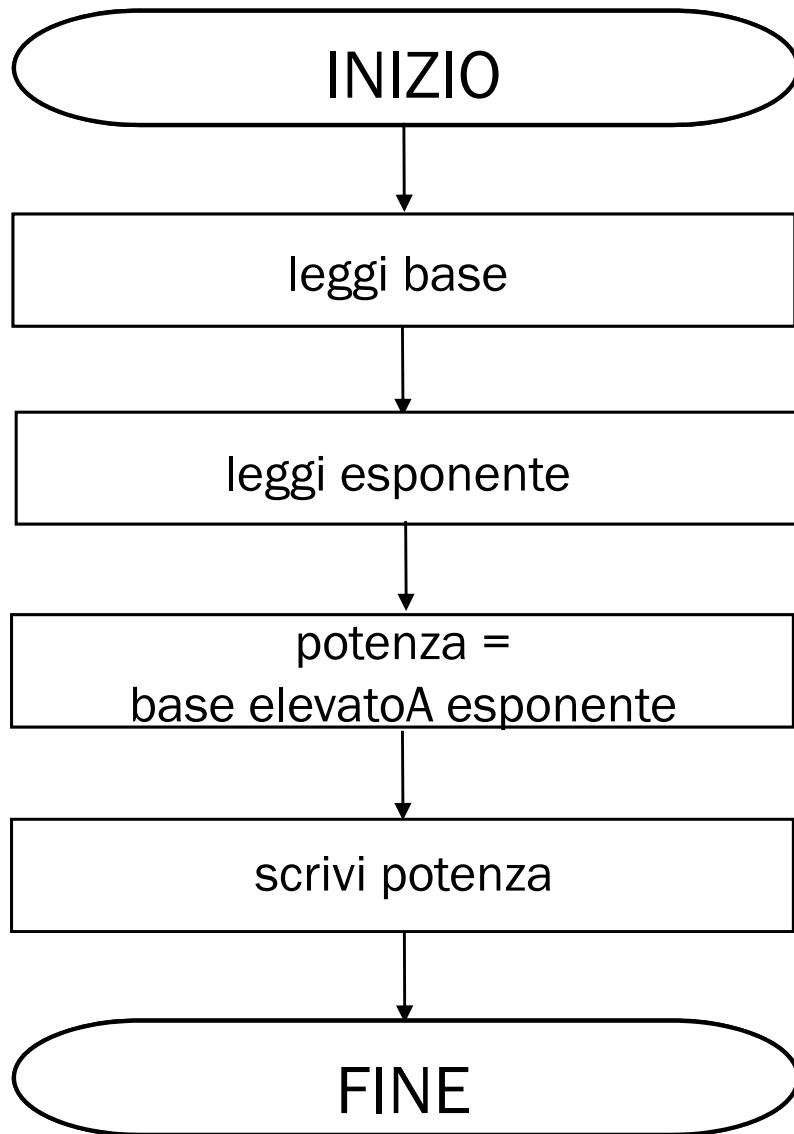 INIZIO
leggi base
leggi esponente
potenza =
base elevatoA esponente
scrivi potenza
FINE